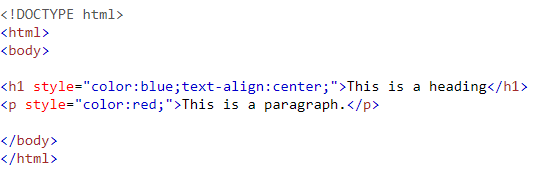 <!DOCTYPE html>
<html>
<body>
<h1 style="color:blue;text-align:center;">This is a heading</h1>
<p style="color:red;">This is a paragraph.</p>
</body>
</html>